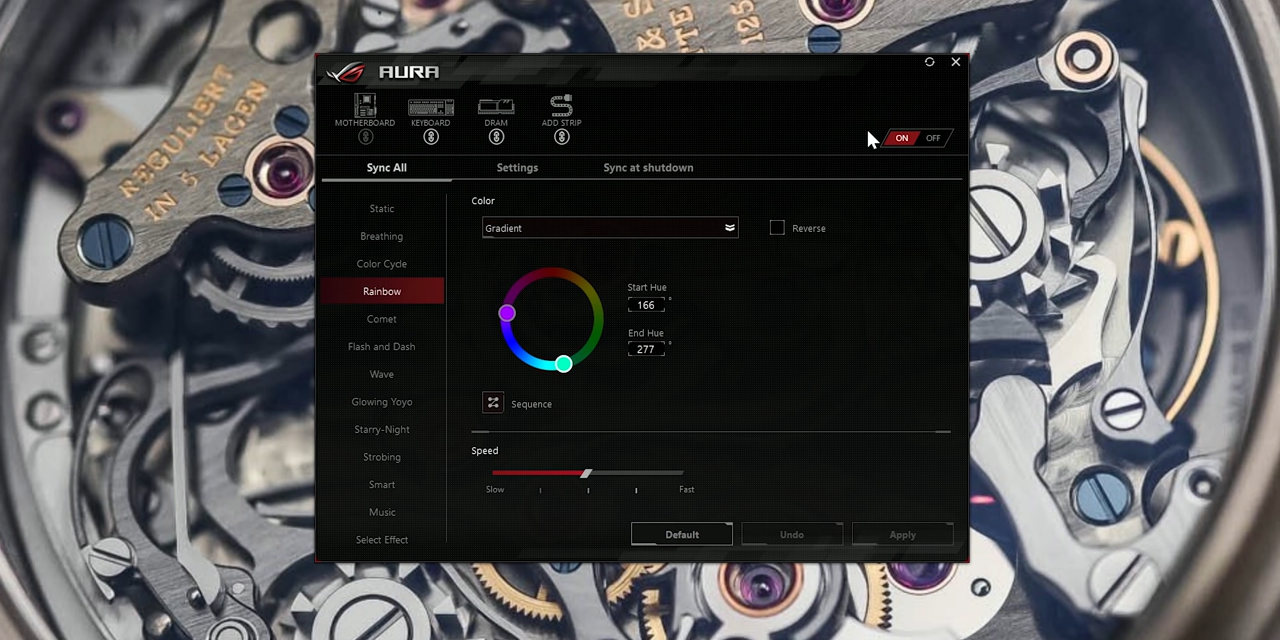 REGULIERT
IN 5 LAGEN
S &
TE
125
AURA
MOTHERBOARD
KEYBOARD
DRAM
ADD STRIP
ON OFF
Sync All Settings Sync at shutdown
Static
Breathing
Color Cycle
Rainbow
Comet
Flash and Dash
Wave
Glowing Yoyo
Starry-Night
Strobing
Smart
Music
Select Effect
Color
Gradient
Reverse
Start Hue
166 °
End Hue
277 °
Sequence
Speed
Slow Fast
Default Undo Apply